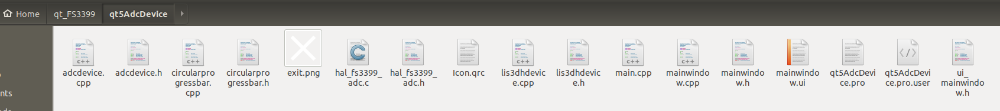 Home qt_FS3399 qt5AdcDevice
adcdevice.
cpp
adcdevice.h
circularpro
gressbar.
cpp
circularpro
gressbar.h
exit.png
hal_fs3399_
adc.c
hal_fs3399_
adc.h
Icon.qrc
lis3dhdevic
e.cpp
lis3dhdevic
e.h
main.cpp
mainwindo
w.cpp
mainwindo
w.h
mainwindo
w.ui
qt5AdcDevi
ce.pro
qt5AdcDevi
ce.pro.user
ui_
mainwindo
w.h
c++
c++
C
c++
c++
c++
</>
nts